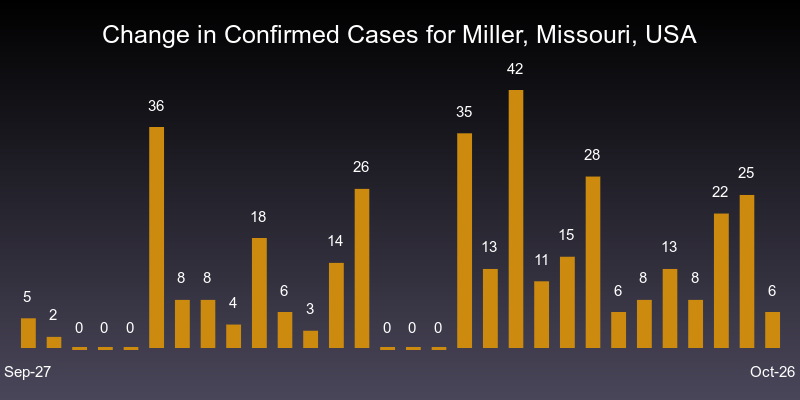 Change in Confirmed Cases for Miller, Missouri, USA
5 2 0 0 0 36 8 8 4 18 6 3 14 26 0 0 0 35 13 42 11 15 28 6 8 13 8 22 25 6
Sep-27 Oct-26